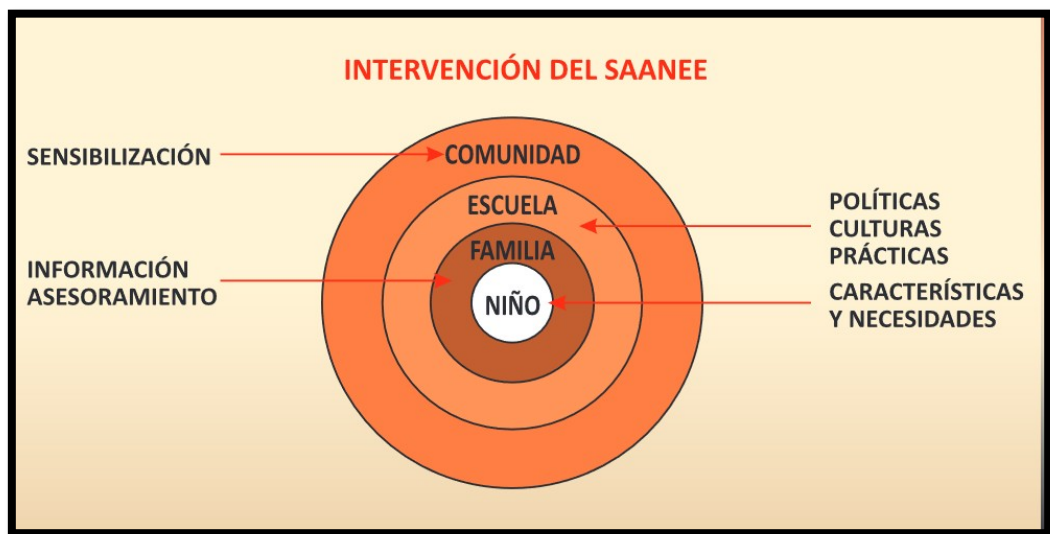 INTERVENCIÓN DEL SAANEE
SENSIBILIZACIÓN
COMUNIDAD
ESCUELA
POLÍTICAS
CULTURAS
PRÁCTICAS
FAMILIA
INFORMACIÓN
ASESORAMIENTO
NIÑO
CARACTERÍSTICAS
Y NECESIDADES